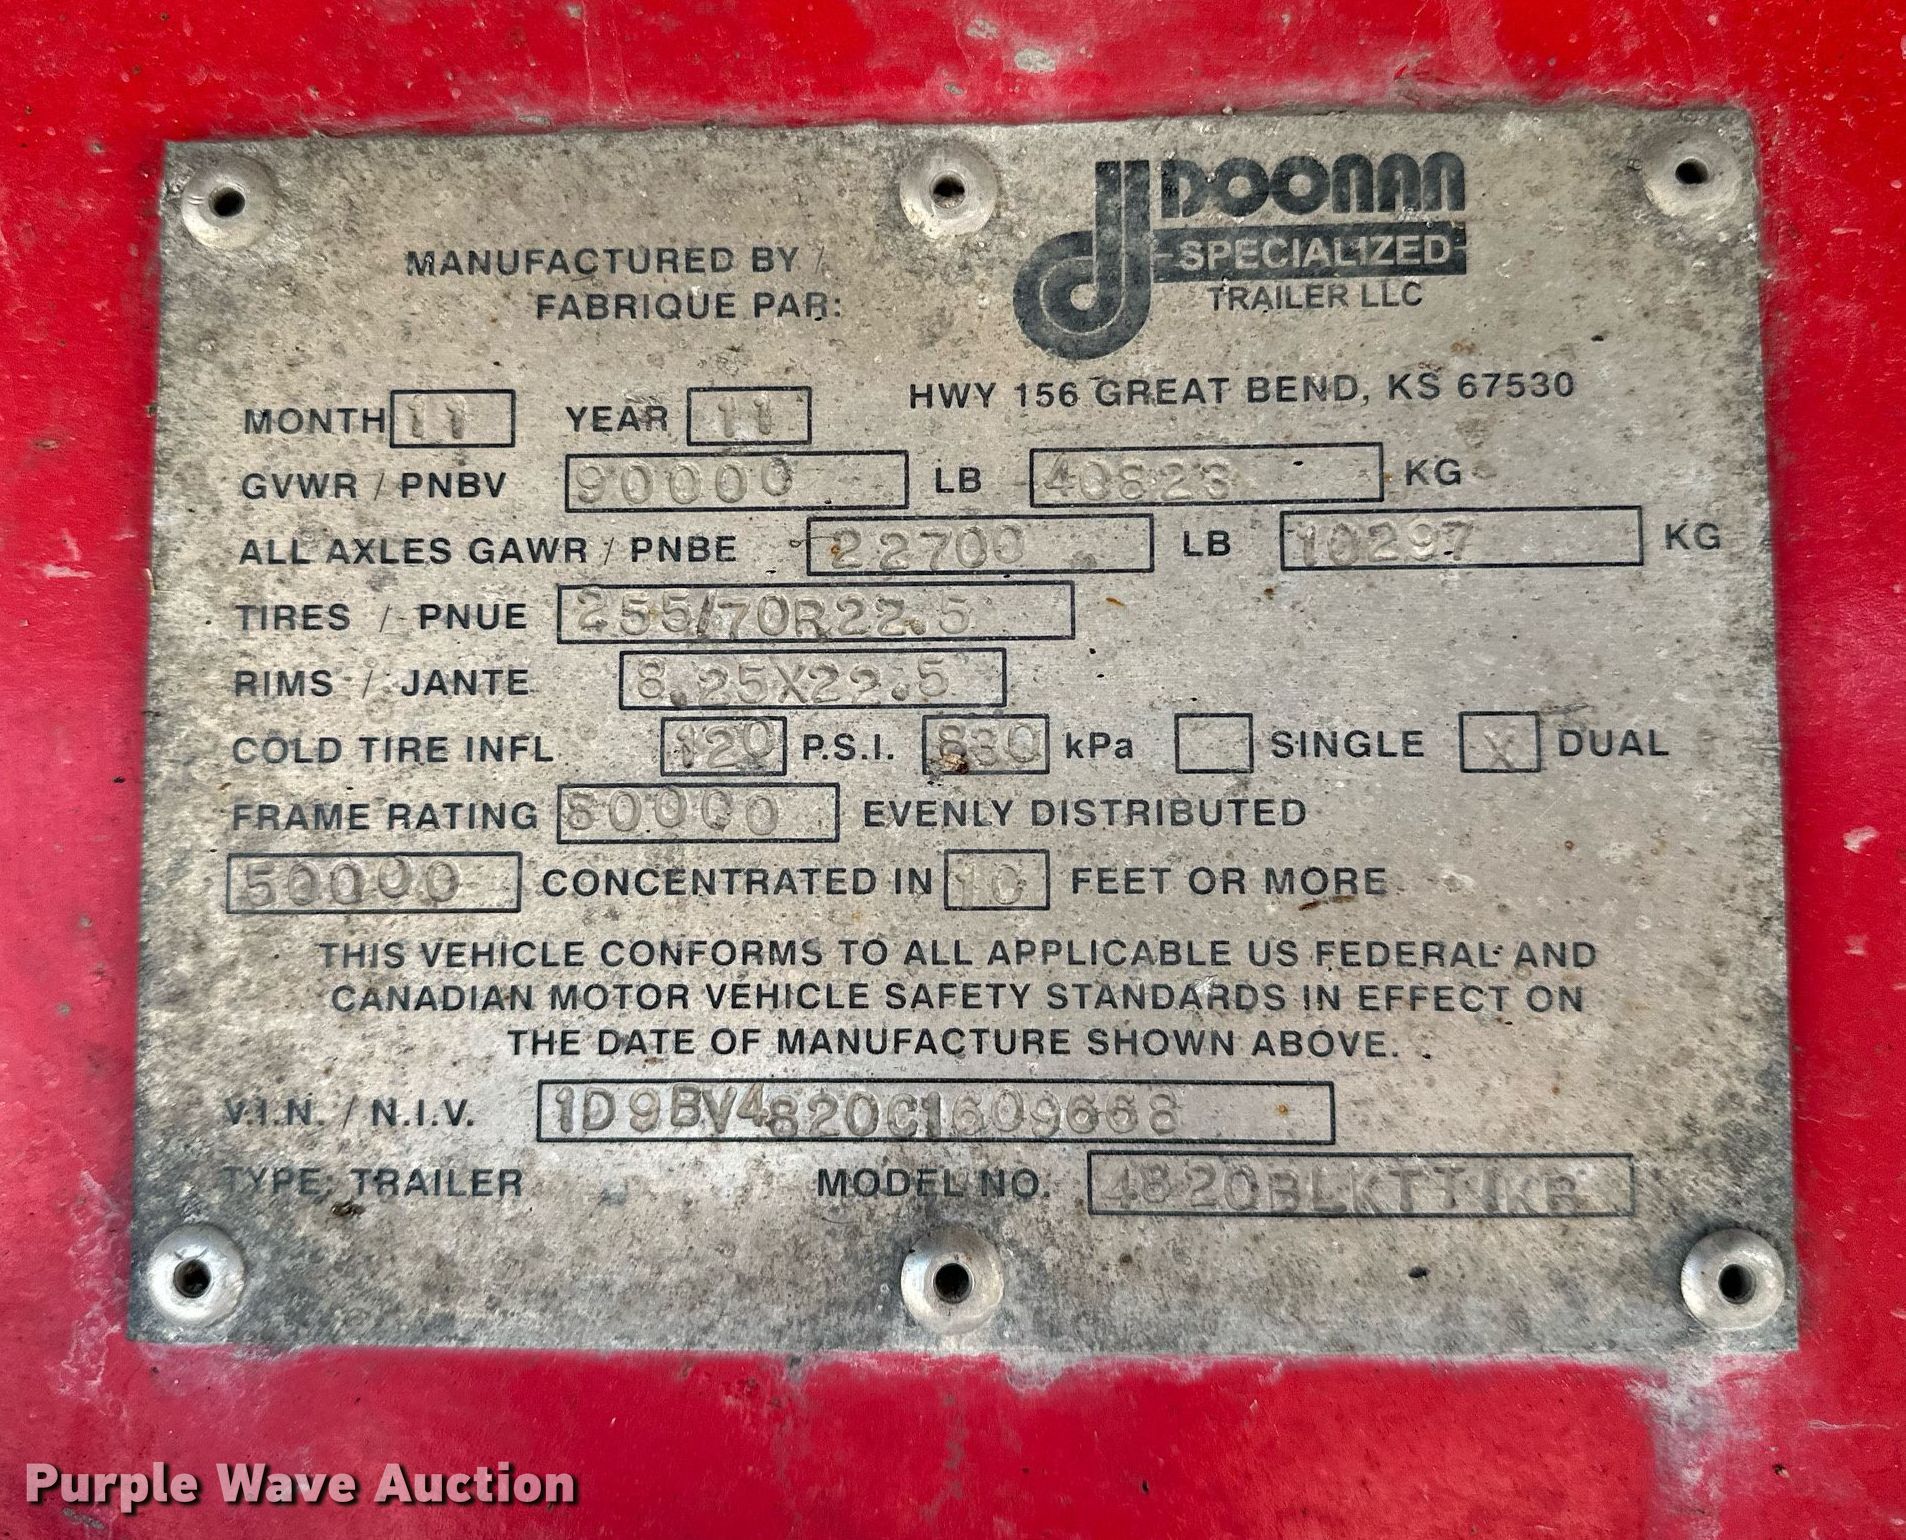 DOONAN
SPECIALIZED
TRAILER LLC
MANUFACTURED BY /
FABRIQUE PAR:
HWY 156 GREAT BEND, KS 67530
MONTH 11 YEAR 11
GVWR / PNBV 90000 LB 40823 KG
ALL AXLES GAWR / PNBE 22700 LB 10297 KG
TIRES / PNUE 255/70R22.5
RIMS / JANTE 8.25X22.5
COLD TIRE INFL 120 P.S.I. 830 kPa SINGLE X DUAL
FRAME RATING EVENLY DISTRIBUTED
50000 CONCENTRATED IN 10 FEET OR MORE
THIS VEHICLE CONFORMS TO ALL APPLICABLE US FEDERAL AND
CANADIAN MOTOR VEHICLE SAFETY STANDARDS IN EFFECT ON
THE DATE OF MANUFACTURE SHOWN ABOVE.
V.I.N. / N.I.V. 1D9BV4820C1609668
TYPE: TRAILER MODEL NO.
Purple Wave Auction